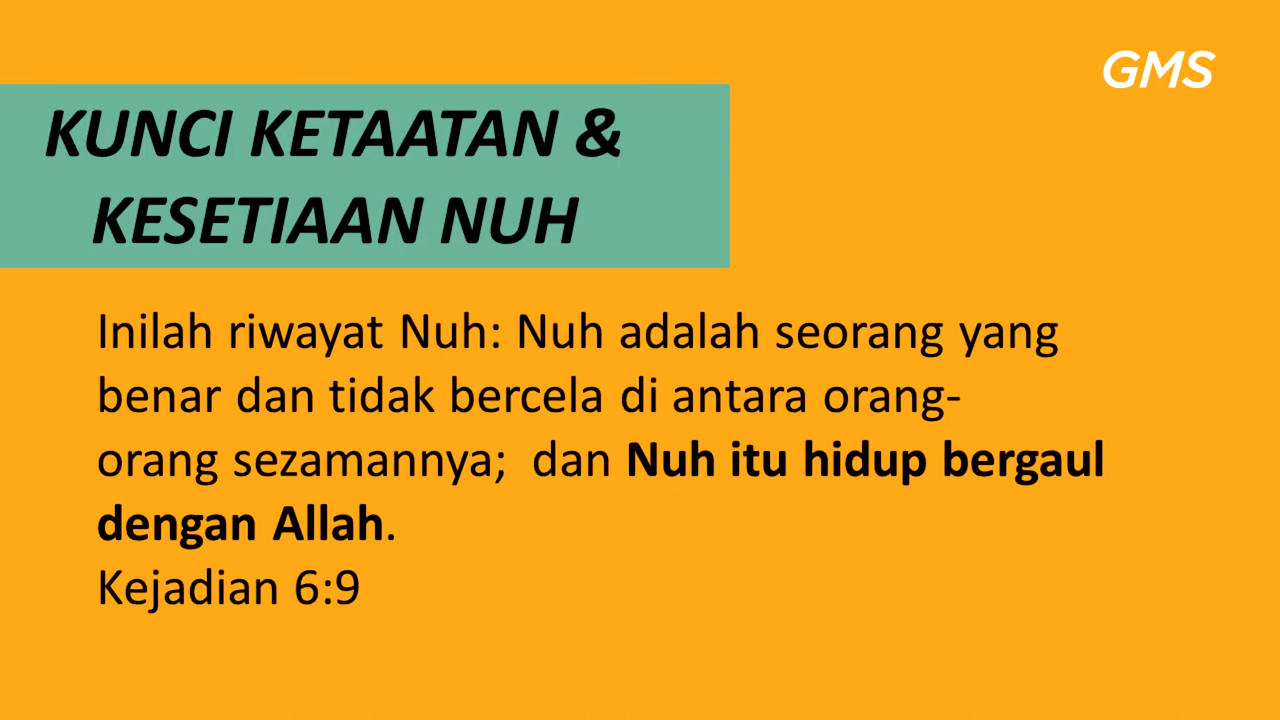 GMS
KUNCI KETAATAN &
KESETIAAN NUH
Inilah riwayat Nuh: Nuh adalah seorang yang
benar dan tidak bercela di antara orang-
orang sezamannya;  dan Nuh itu hidup bergaul
dengan Allah.
Kejadian 6:9